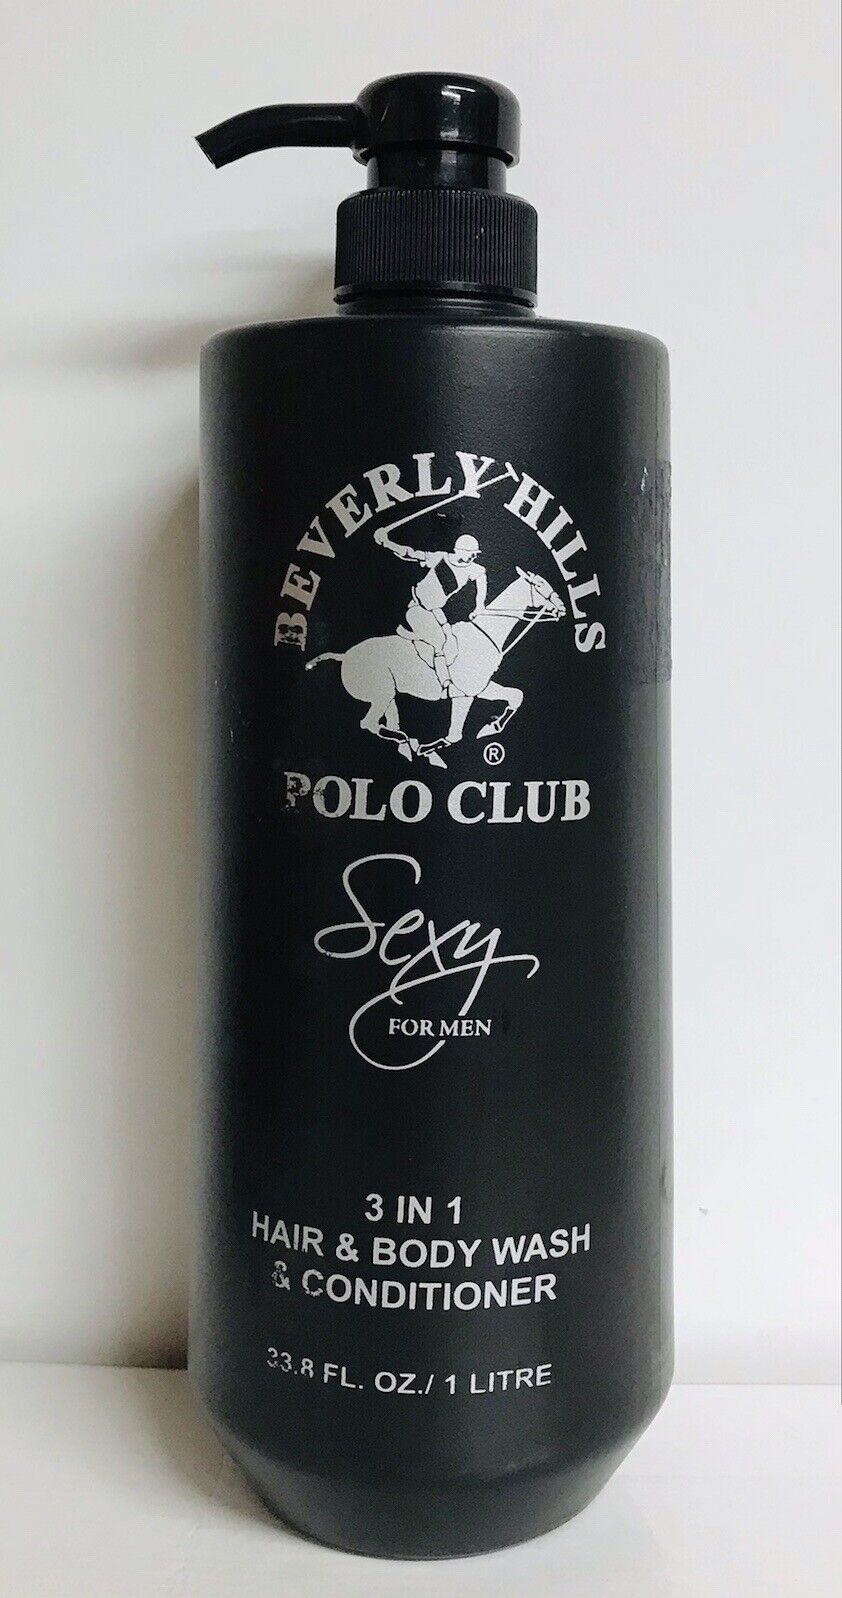 BEVERLY HILLS
®
POLO CLUB
Sexy
FOR MEN
3 IN 1
HAIR & BODY WASH
& CONDITIONER
33.8 FL. OZ./ 1 LITRE